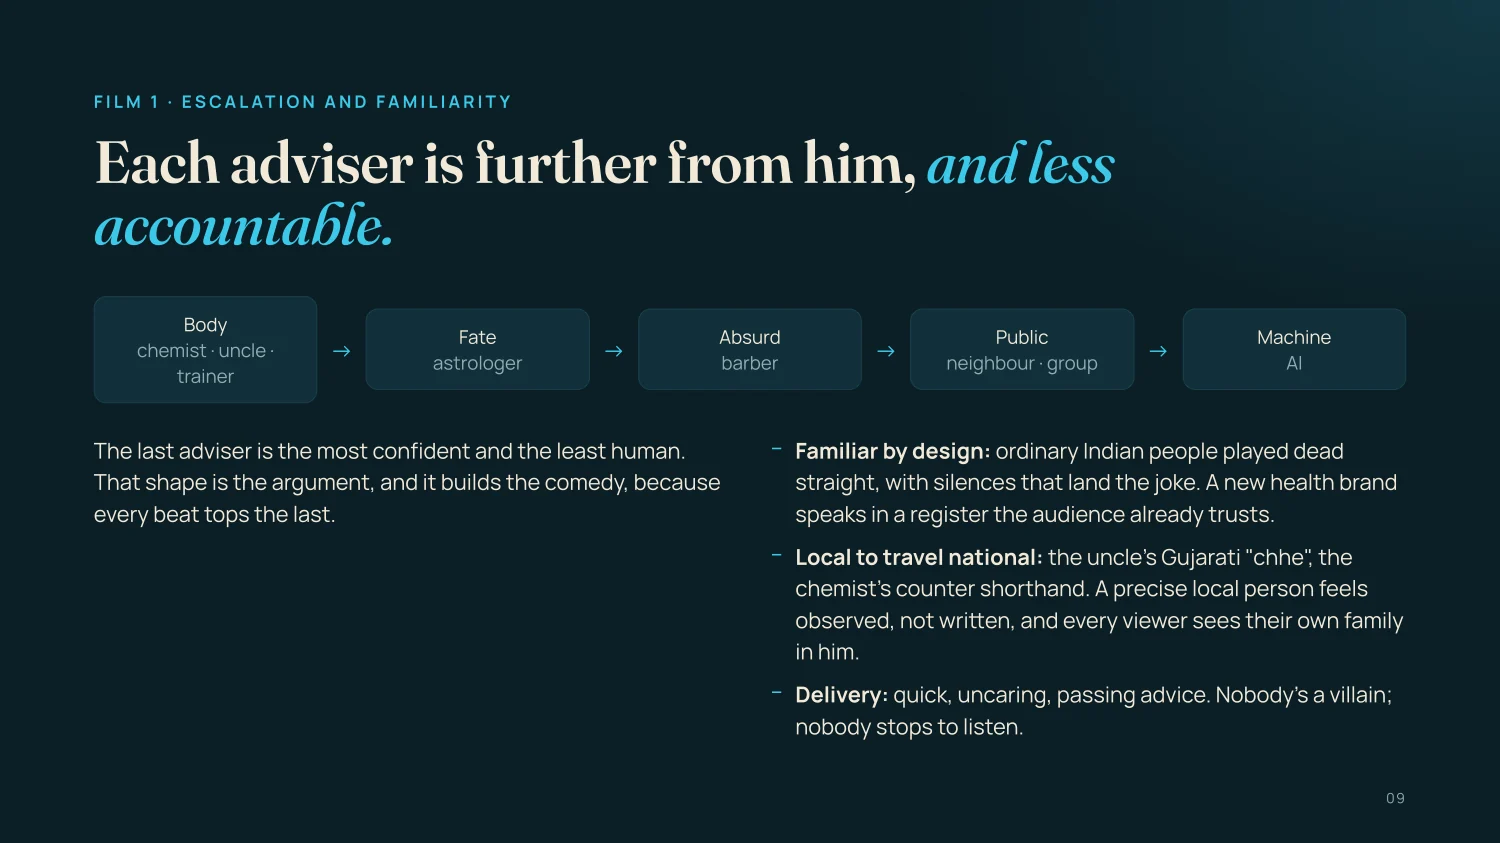 FILM 1 · ESCALATION AND FAMILIARITY
Each adviser is further from him, and less
accountable.
Body
chemist · uncle ·
trainer
→
Fate
astrologer
→
Absurd
barber
→
Public
neighbour · group
→
Machine
AI
The last adviser is the most confident and the least human.
That shape is the argument, and it builds the comedy, because
every beat tops the last.
– Familiar by design: ordinary Indian people played dead
straight, with silences that land the joke. A new health brand
speaks in a register the audience already trusts.
– Local to travel national: the uncle's Gujarati "chhe", the
chemist's counter shorthand. A precise local person feels
observed, not written, and every viewer sees their own family
in him.
– Delivery: quick, uncaring, passing advice. Nobody's a villain;
nobody stops to listen.
09